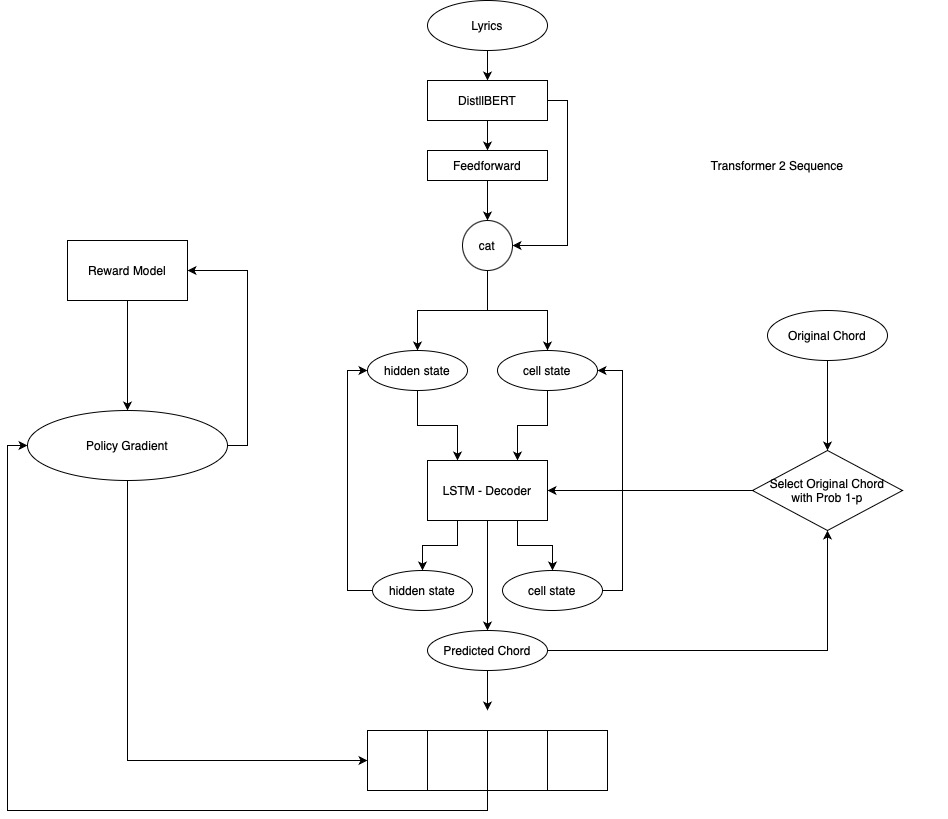 Lyrics
DistllBERT
Feedforward
Transformer 2 Sequence
cat
Reward Model
Original Chord
hidden state
cell state
Policy Gradient
Select Original Chord
with Prob 1-p
LSTM - Decoder
hidden state
cell state
Predicted Chord